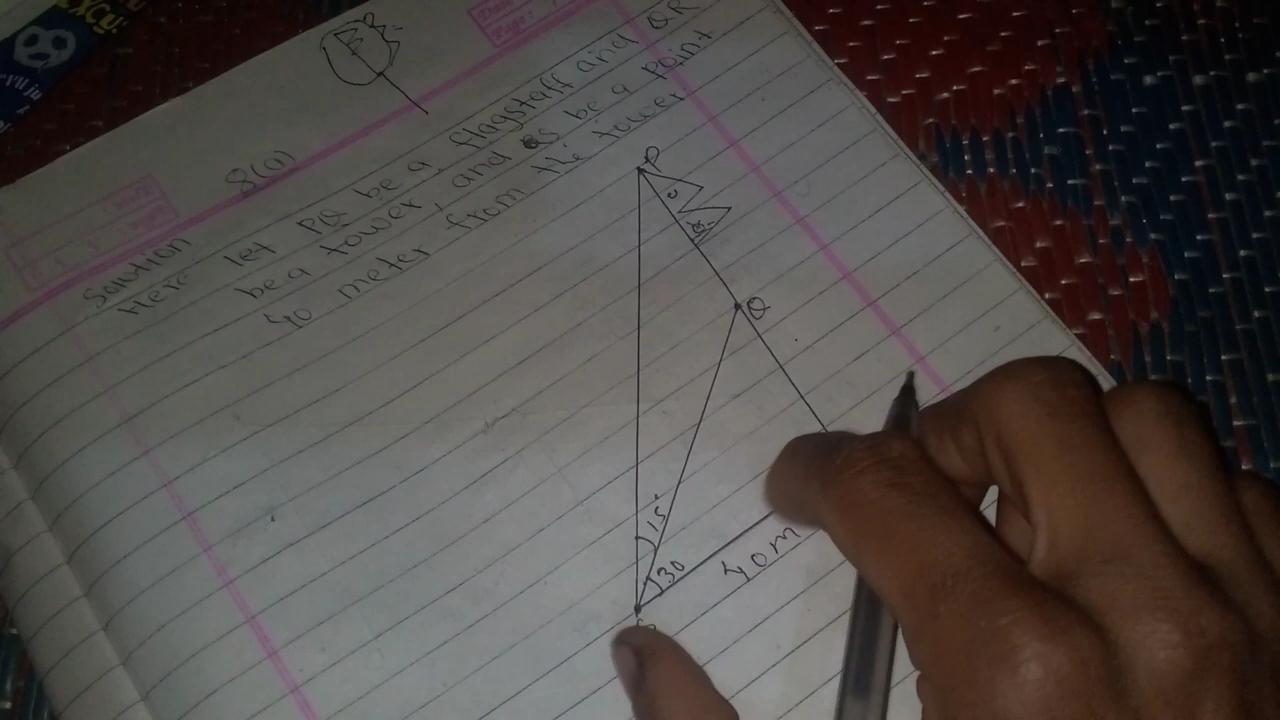 8(a)
Solution
Here let PQ be a flagstaff and QR
be a tower, and s be a point
40 meter from the tower
P
Q
15°
30
40m